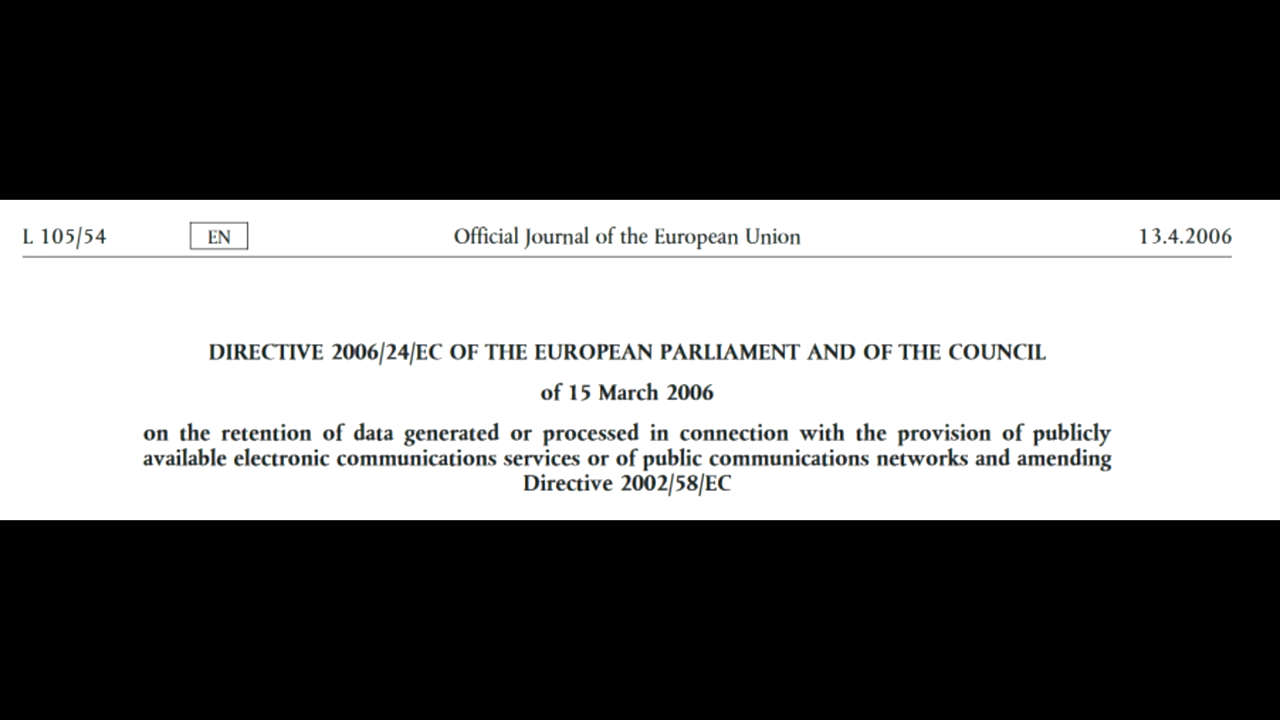 L 105/54 EN Official Journal of the European Union 13.4.2006
DIRECTIVE 2006/24/EC OF THE EUROPEAN PARLIAMENT AND OF THE COUNCIL
of 15 March 2006
on the retention of data generated or processed in connection with the provision of publicly
available electronic communications services or of public communications networks and amending
Directive 2002/58/EC